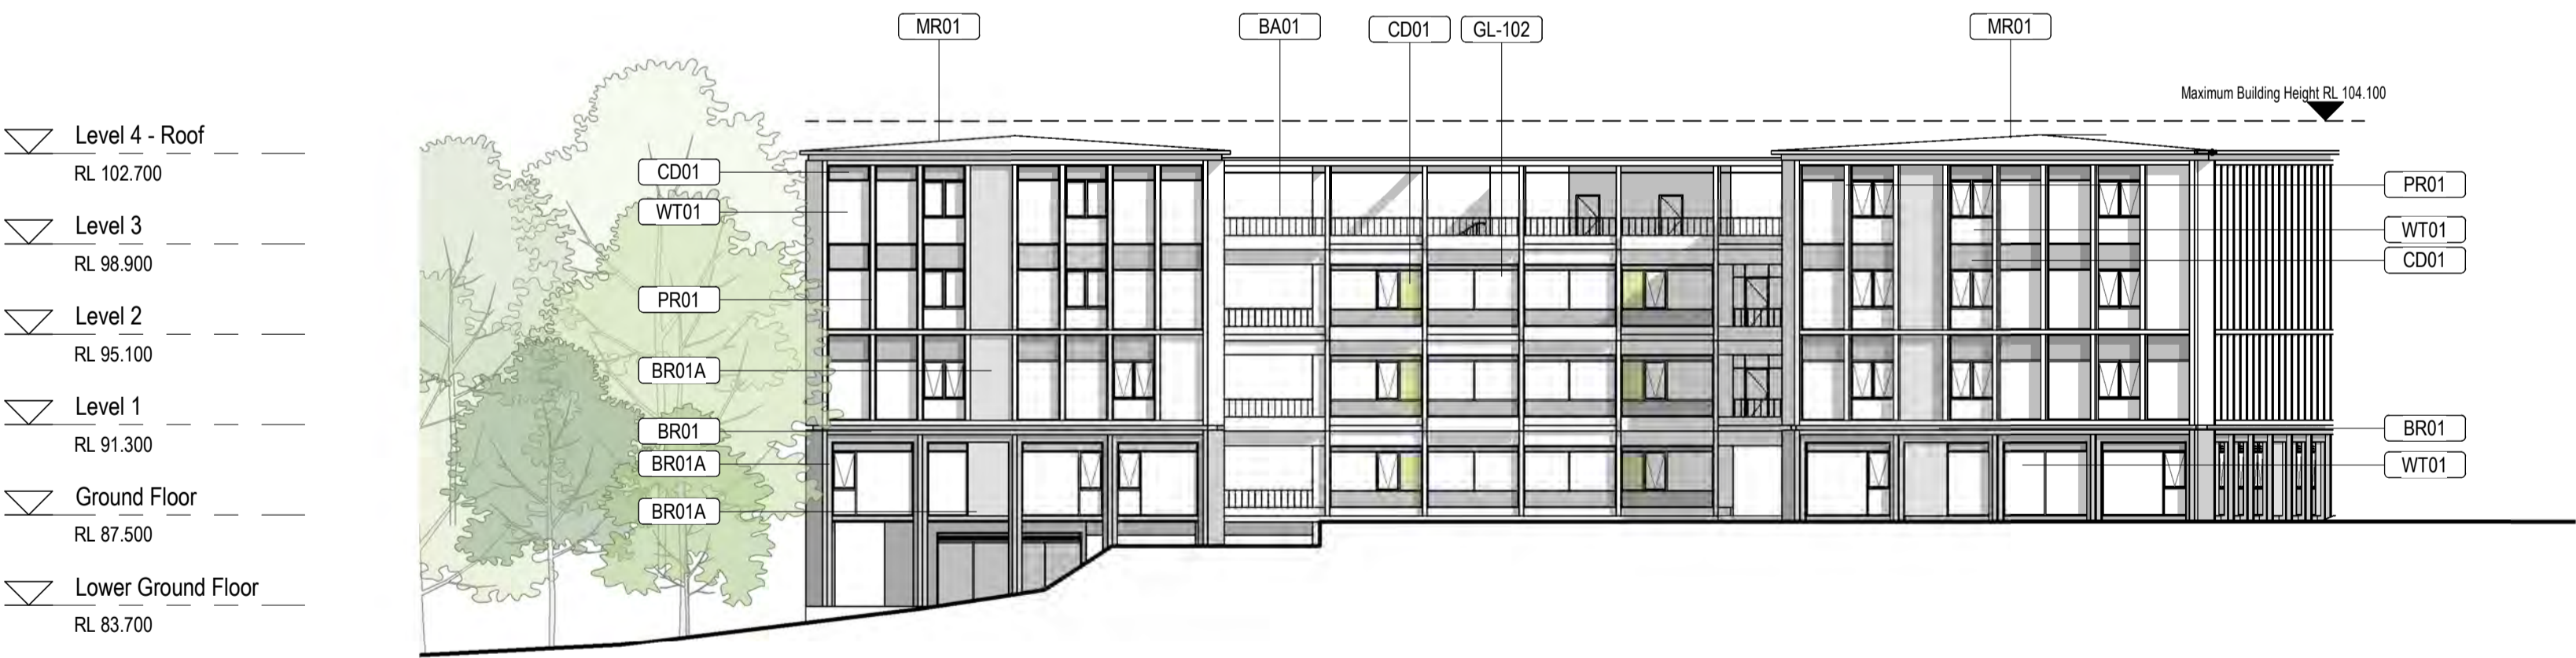 MR01
BA01
CD01
GL-102
MR01
Maximum Building Height RL 104.100
Level 4 - Roof
RL 102.700
Level 3
RL 98.900
Level 2
RL 95.100
Level 1
RL 91.300
Ground Floor
RL 87.500
Lower Ground Floor
RL 83.700
CD01
WT01
PR01
BR01A
BR01
BR01A
BR01A
PR01
WT01
CD01
BR01
WT01